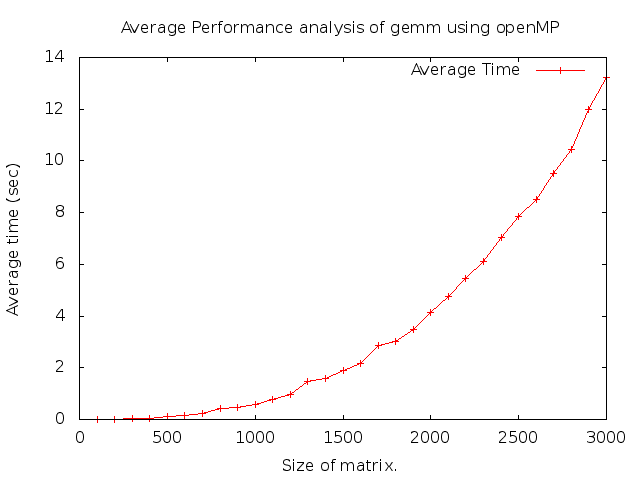 Average Performance analysis of gemm using openMP
Average Time
Average time (sec)
14
12
10
8
6
4
2
0
0 500 1000 1500 2000 2500 3000
Size of matrix.